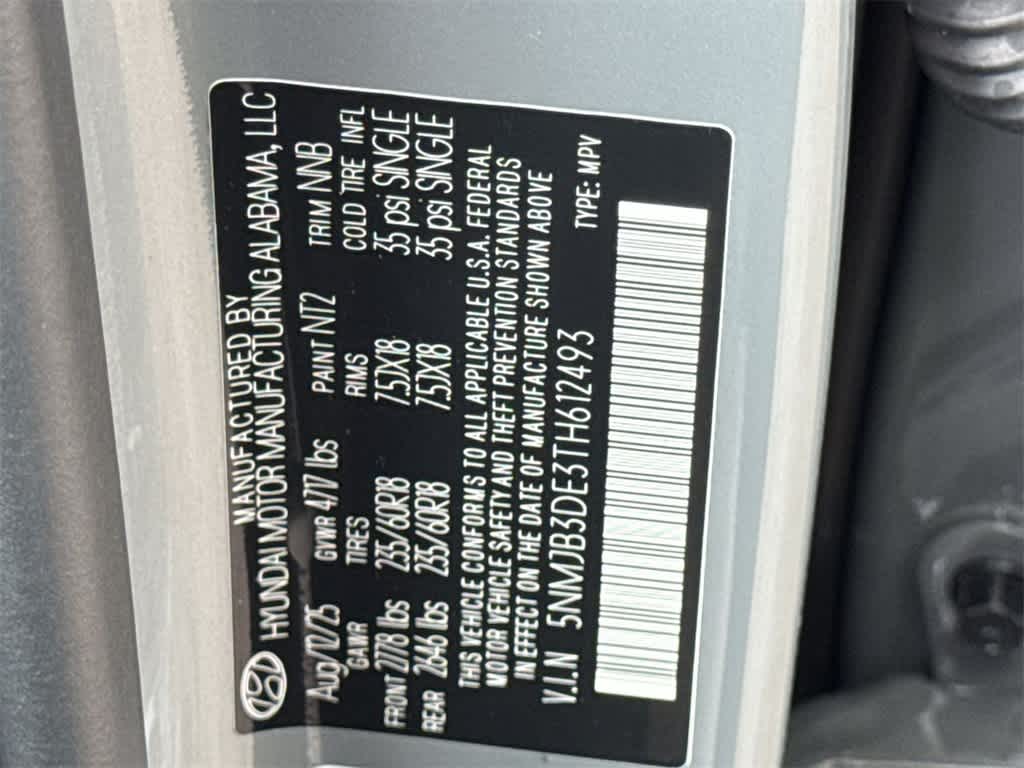 MANUFACTURED BY
HYUNDAI MOTOR MANUFACTURING ALABAMA, LLC
Aug/12/25 GVWR 4717 lbs PAINT NT2 TRIM NNB
GAWR TIRES RIMS COLD TIRE INFL
FRONT 2778 lbs 235/60R18 7.5JX18 35 psi SINGLE
REAR 2646 lbs 235/60R18 7.5JX18 35 psi SINGLE
THIS VEHICLE CONFORMS TO ALL APPLICABLE U.S.A. FEDERAL
MOTOR VEHICLE SAFETY AND THEFT PREVENTION STANDARDS
IN EFFECT ON THE DATE OF MANUFACTURE SHOWN ABOVE
V.I.N 5NMJB3DE3TH612493 TYPE: MPV